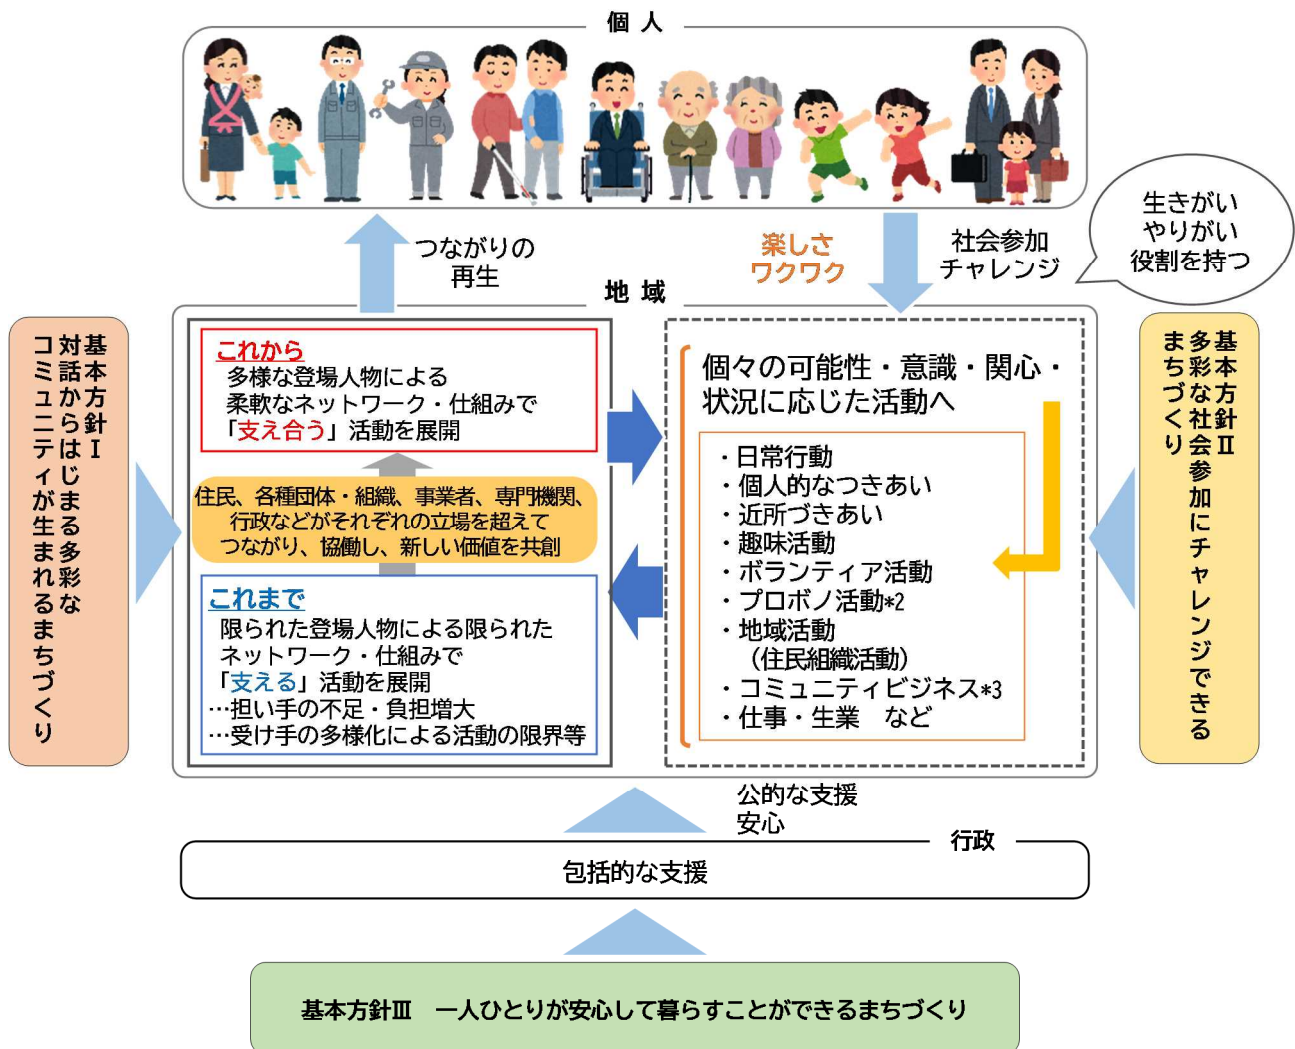 個 人
つながりの
再生
楽しさ
ワクワク
社会参加
チャレンジ
生きがい
やりがい
役割を持つ
地 域
基本方針Ⅰ
対話からはじまる多彩な
コミュニティが生まれるまちづくり
これから
多様な登場人物による
柔軟なネットワーク・仕組みで
「支え合う」活動を展開
住民、各種団体・組織、事業者、専門機関、
行政などがそれぞれの立場を超えて
つながり、協働し、新しい価値を共創
これまで
限られた登場人物による限られた
ネットワーク・仕組みで
「支える」活動を展開
…担い手の不足・負担増大
…受け手の多様化による活動の限界等
個々の可能性・意識・関心・
状況に応じた活動へ
・日常行動
・個人的なつきあい
・近所づきあい
・趣味活動
・ボランティア活動
・プロボノ活動*2
・地域活動
（住民組織活動）
・コミュニティビジネス*3
・仕事・生業　など
基本方針Ⅱ
多彩な社会参加にチャレンジできる
まちづくり
公的な支援
安心
行政
包括的な支援
基本方針Ⅲ　一人ひとりが安心して暮らすことができるまちづくり